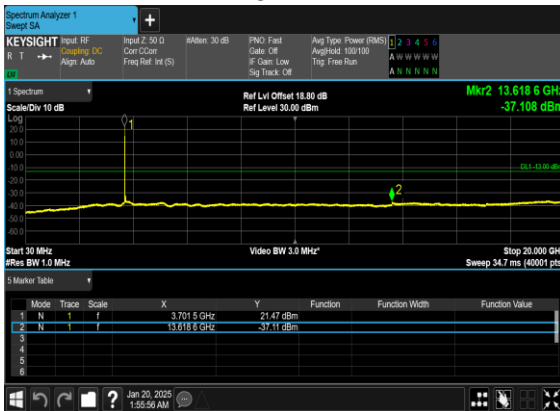 Spectrum Analyzer 1
Swept SA
+
KEYSIGHT Input: RF Input Z: 50 Ω #Atten: 30 dB PNO: Fast Avg Type: Power (RMS) 1 2 3 4 5 6
R T Coupling: DC Corr CCorr Gate: Off Avg|Hold: 100/100 A W W W W W
Align: Auto Freq Ref: Int (S) IF Gain: Low Trig: Free Run
Sig Track: Off A N N N N N
1 Spectrum Ref Lvl Offset 18.80 dB Mkr2 13.618 6 GHz
Scale/Div 10 dB Ref Level 30.00 dBm -37.108 dBm
Log
20.0
10.0
0.00
-10.0
-20.0
-30.0
-40.0
-50.0
-60.0
1
DL1 -13.00 dBm
2
Start 30 MHz Video BW 3.0 MHz* Stop 20.000 GH
#Res BW 1.0 MHz Sweep 34.7 ms (40001 pts
5 Marker Table
Mode Trace Scale X Y Function Function Width Function Value
1 N 1 f 3.701 5 GHz 21.47 dBm
2 N 1 f 13.618 6 GHz -37.11 dBm
3
4
5
6
? Jan 20, 2025
1:55:56 AM